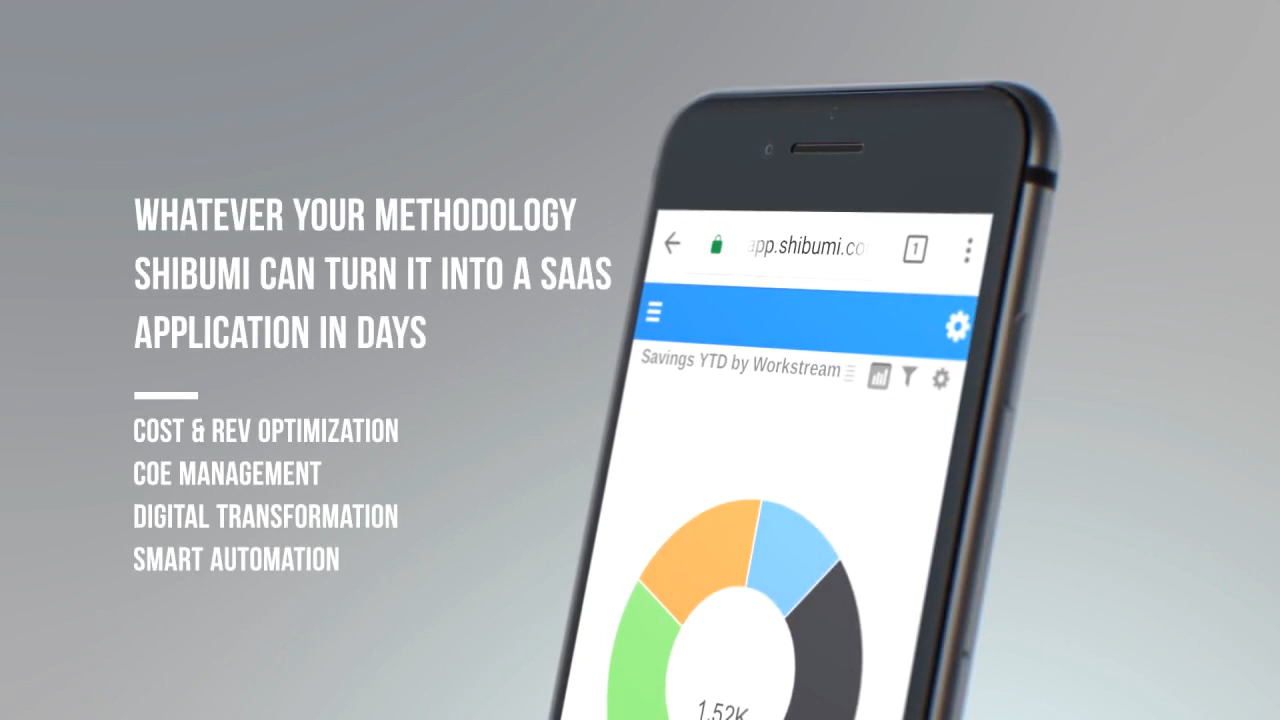 WHATEVER YOUR METHODOLOGY
SHIBUMI CAN TURN IT INTO A SAAS
APPLICATION IN DAYS
COST & REV OPTIMIZATION
COE MANAGEMENT
DIGITAL TRANSFORMATION
SMART AUTOMATION
app.shibumi.co
1
Savings YTD by Workstream
1.52K